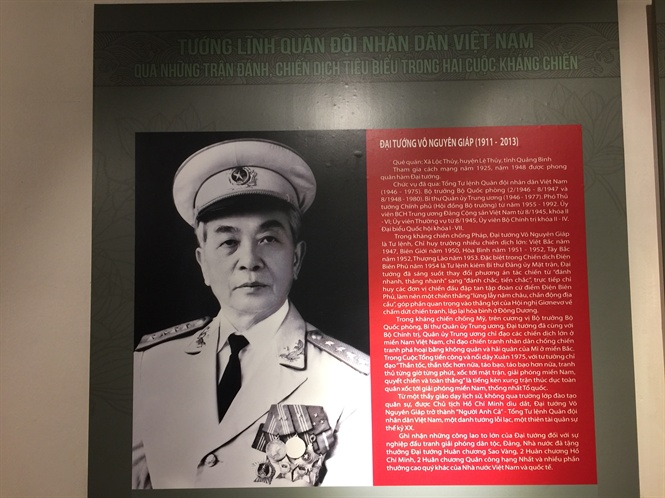 TƯỚNG LĨNH QUÂN ĐỘI NHÂN DÂN VIỆT NAM
QUA NHỮNG TRẬN ĐÁNH, CHIẾN DỊCH TIÊU BIỂU TRONG HAI CUỘC KHÁNG CHIẾN
ĐẠI TƯỚNG VÕ NGUYÊN GIÁP (1911 - 2013)
Quê quán: Xã Lộc Thủy, huyện Lệ Thủy, tỉnh Quảng Bình
Tham gia cách mạng năm 1925, năm 1948 được phong
quân hàm Đại tướng.
Chức vụ đã qua: Tổng Tư lệnh Quân đội nhân dân Việt Nam
(1946 - 1975). Bộ trưởng Bộ Quốc phòng (2/1946 - 8/1947 và
8/1948 - 1980). Bí thư Quân ủy Trung ương (1946 - 1977). Phó Thủ
tướng Chính phủ (Hội đồng Bộ trưởng) từ năm 1955 - 1992. Ủy
viên BCH Trung ương Đảng Cộng sản Việt Nam từ 8/1945, khóa II
- VI; Ủy viên Thường vụ từ 8/1945, Ủy viên Bộ Chính trị khóa II - IV.
Đại biểu Quốc hội khóa I - VII.
Trong kháng chiến chống Pháp, Đại tướng Võ Nguyên Giáp
là Tư lệnh, Chỉ huy trưởng nhiều chiến dịch lớn: Việt Bắc năm
1947, Biên Giới năm 1950, Hòa Bình năm 1951 - 1952, Tây Bắc
năm 1952, Thượng Lào năm 1953. Đặc biệt trong Chiến dịch Điện
Biên Phủ năm 1954 là Tư lệnh kiêm Bí thư Đảng ủy Mặt trận, Đại
tướng đã sáng suốt thay đổi phương án tác chiến từ "đánh
nhanh, thắng nhanh" sang "đánh chắc, tiến chắc", trực tiếp chỉ
huy các đơn vị chiến đấu đập tan tập đoàn cứ điểm Điện Biên
Phủ, làm nên một chiến thắng "lừng lẫy năm châu, chấn động địa
cầu", góp phần quan trọng vào thắng lợi của Hội nghị Giơnevơ về
chấm dứt chiến tranh, lập lại hòa bình ở Đông Dương.
Trong kháng chiến chống Mỹ, trên cương vị Bộ trưởng Bộ
Quốc phòng, Bí thư Quân ủy Trung ương, Đại tướng đã cùng với
Bộ Chính trị, Quân ủy Trung ương chỉ đạo các chiến dịch lớn ở
miền Nam Việt Nam, chỉ đạo chiến tranh nhân dân chống chiến
tranh phá hoại bằng không quân và hải quân của Mĩ ở miền Bắc.
Trong Cuộc Tổng tiến công và nổi dậy Xuân 1975, với tư tưởng chỉ
đạo "Thần tốc, thần tốc hơn nữa, táo bạo, táo bạo hơn nữa, tranh
thủ từng giờ từng phút, xốc tới mặt trận, giải phóng miền Nam,
quyết chiến và toàn thắng" là tiếng kèn xung trận thúc dục toàn
quân xốc tới giải phóng miền Nam, thống nhất Tổ quốc.
Từ một thầy giáo dạy lịch sử, không qua trường lớp đào tạo
quân sự, được Chủ tịch Hồ Chí Minh dìu dắt, Đại tướng Võ
Nguyên Giáp trở thành "Người Anh Cả" - Tổng Tư lệnh Quân đội
nhân dân Việt Nam, một danh tướng lỗi lạc, một thiên tài quân sự
thế kỷ XX.
Ghi nhận những công lao to lớn của Đại tướng đối với sự
nghiệp đấu tranh giải phóng dân tộc, Đảng, Nhà nước đã tặng
thưởng Đại tướng Huân chương Sao Vàng, 2 Huân chương Hồ
Chí Minh, 2 Huân chương Quân công hạng Nhất và nhiều phần
thưởng cao quý khác của Nhà nước Việt Nam và quốc tế.